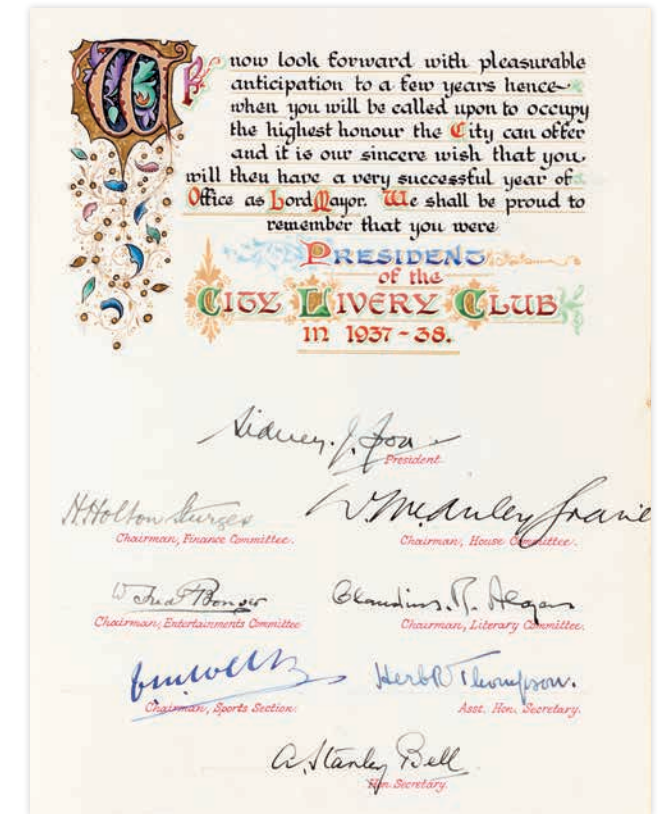 We now look forward with pleasurable
anticipation to a few years hence
when you will be called upon to occupy
the highest honour the City can offer
and it is our sincere wish that you
will then have a very successful year of
Office as Lord Mayor. We shall be proud to
remember that you were
PRESIDENT
of the
CITY LIVERY CLUB
in 1937-38.
Sidney. J. Fox
President.
H. Holton Sturges
Chairman, Finance Committee.
Chairman, House Committee.
W Fred Bonger
Chairman, Entertainments Committee
Claudius. R.
Chairman, Literary Committee.
Chairman, Sports Section.
Herb Thompson.
Asst. Hon. Secretary.
A. Stanley Bell
Hon. Secretary.